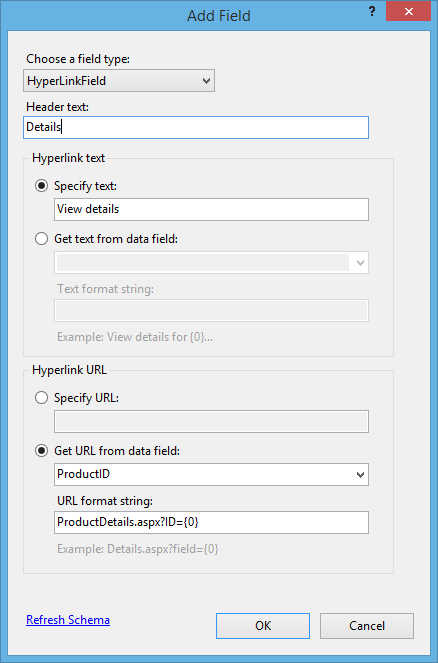 Add Field
?
Choose a field type:
HyperLinkField
Header text:
Details
Hyperlink text
Specify text:
View details
Get text from data field:
Text format string:
Example: View details for {0}...
Hyperlink URL
Specify URL:
Get URL from data field:
ProductID
URL format string:
ProductDetails.aspx?ID={0}
Example: Details.aspx?field={0}
Refresh Schema
OK
Cancel